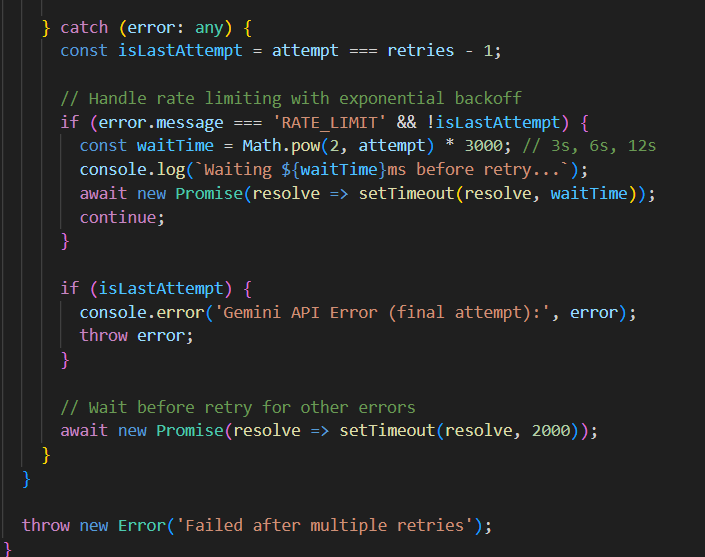 } catch (error: any) {
const isLastAttempt = attempt === retries - 1;
// Handle rate limiting with exponential backoff
if (error.message === 'RATE_LIMIT' && !isLastAttempt) {
const waitTime = Math.pow(2, attempt) * 3000; // 3s, 6s, 12s
console.log(`Waiting ${waitTime}ms before retry...`);
await new Promise(resolve => setTimeout(resolve, waitTime));
continue;
}
if (isLastAttempt) {
console.error('Gemini API Error (final attempt):', error);
throw error;
}
// Wait before retry for other errors
await new Promise(resolve => setTimeout(resolve, 2000));
}
}
throw new Error('Failed after multiple retries');
}